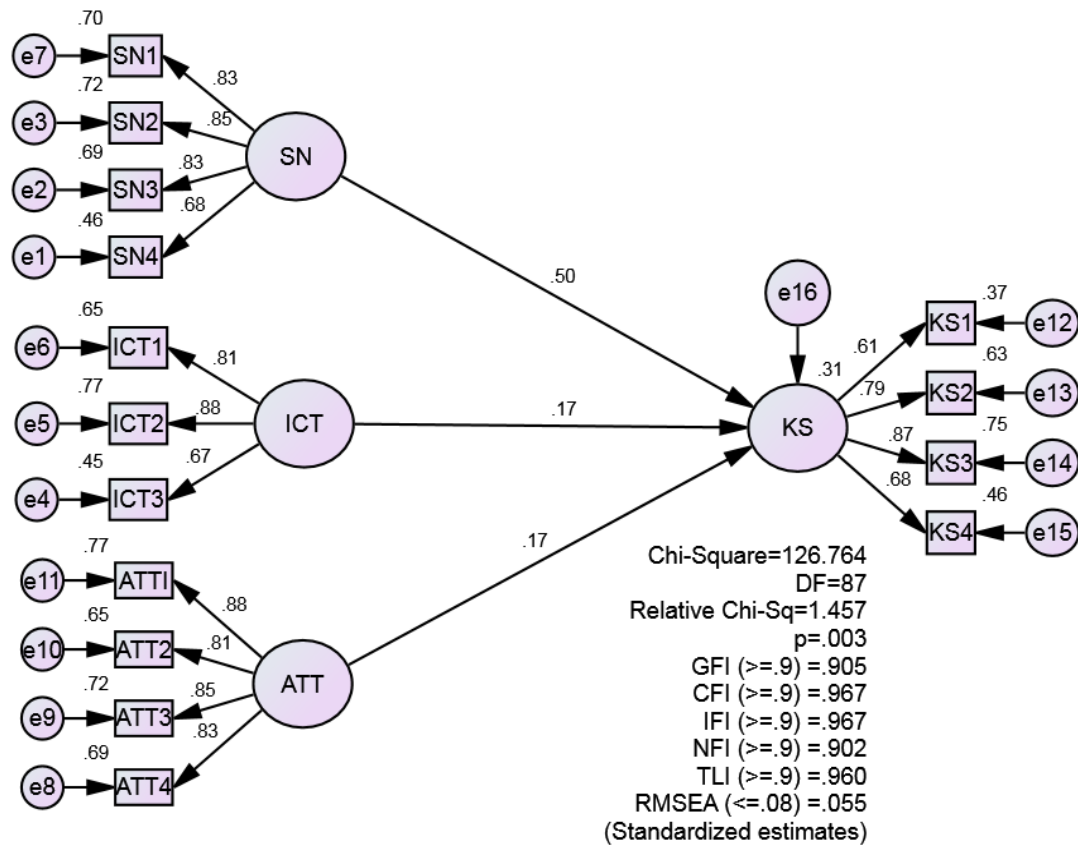 .70
e7 SN1
.83
.72
e3 SN2
.85
SN
.69
e2 SN3
.83
.46
.68
e1 SN4
.50
e16
.65
e6 ICT1
.81
.77
e5 ICT2
.88
ICT
.17
.45
e4 ICT3
.67
.31
KS
.37
KS1 e12
.61
.63
KS2 e13
.79
.75
KS3 e14
.87
.46
KS4 e15
.68
.77
e11 ATTI
.88
.65
e10 ATT2
.81
ATT
.17
.72
e9 ATT3
.85
.69
e8 ATT4
.83
Chi-Square=126.764
DF=87
Relative Chi-Sq=1.457
p=.003
GFI (>=.9) =.905
CFI (>=.9) =.967
IFI (>=.9) =.967
NFI (>=.9) =.902
TLI (>=.9) =.960
RMSEA (<=.08) =.055
(Standardized estimates)